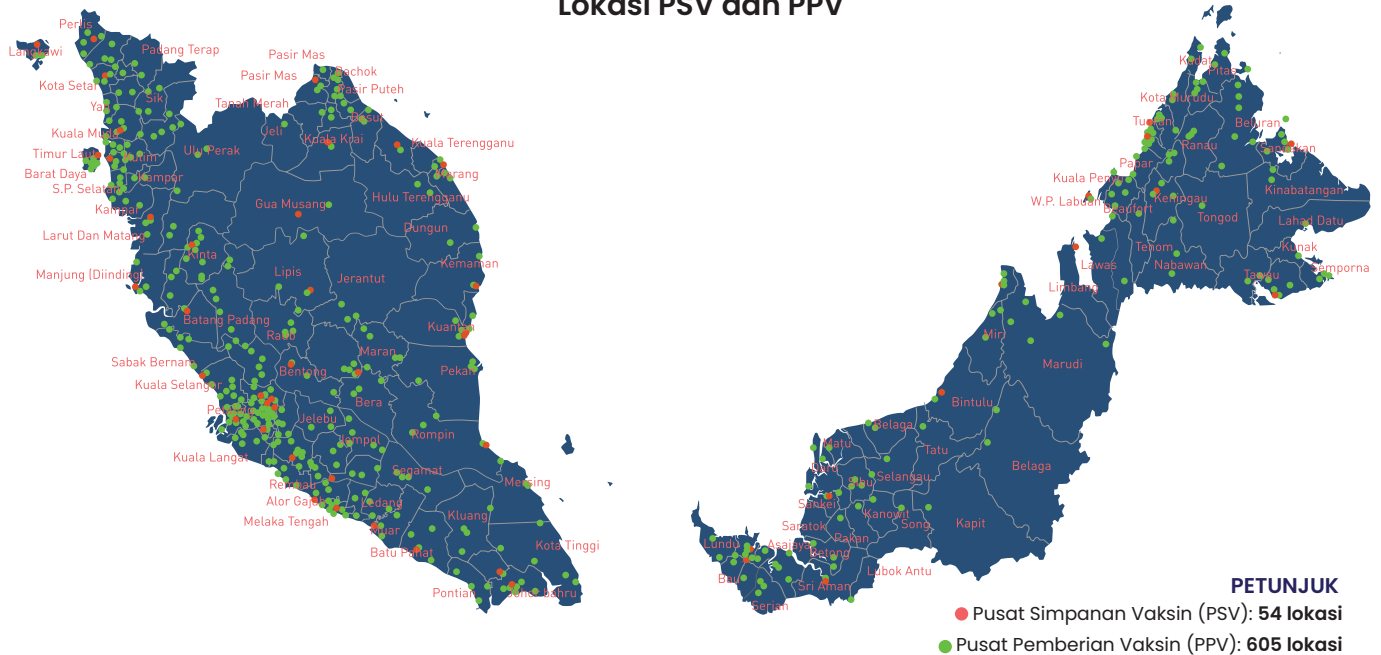 Lokasi PSV dan PPV
Perlis
Langkawi
Padang Terap
Kota Setar
Yan
Sik
Kuala Muda
Timur Laut
Kulim
Barat Daya
S.P. Selatan
Kampar
Kampar
Larut Dan Matang
Kinta
Manjung (Diinding)
Batang Padang
Ulu Perak
Pasir Mas
Pasir Mas
Bachok
Pasir Puteh
Tanah Merah
Besut
Jeli
Kuala Krai
Kuala Terengganu
Marang
Gua Musang
Hulu Terengganu
Dungun
Kemaman
Lipis
Jerantut
Raub
Kuantan
Maran
Sabak Bernam
Bentong
Pekan
Kuala Selangor
Petaling
Bera
Jelebu
Jempol
Rompin
Kuala Langat
Segamat
Rembau
Mersing
Alor Gajah
Ledang
Melaka Tengah
Muar
Kluang
Batu Pahat
Kota Tinggi
Pontian
Johor Bahru
Kudat
Pitas
Kota Marudu
Tuaran
Beluran
Ranau
Sandakan
Papar
Kuala Penyu
W.P. Labuan
Beaufort
Keningau
Kinabatangan
Tongod
Lahad Datu
Tenom
Kunak
Lawas
Nabawan
Semporna
Tawau
Limbang
Miri
Marudi
Bintulu
Belaga
Matu
Tatu
Daro
Belaga
Sibu
Selangau
Sarikei
Kanowit
Saratok
Song
Kapit
Pakan
Lundu
Asajaya
Betong
Lubok Antu
Bau
Sri Aman
Serian
PETUNJUK
Pusat Simpanan Vaksin (PSV): 54 lokasi
Pusat Pemberian Vaksin (PPV): 605 lokasi